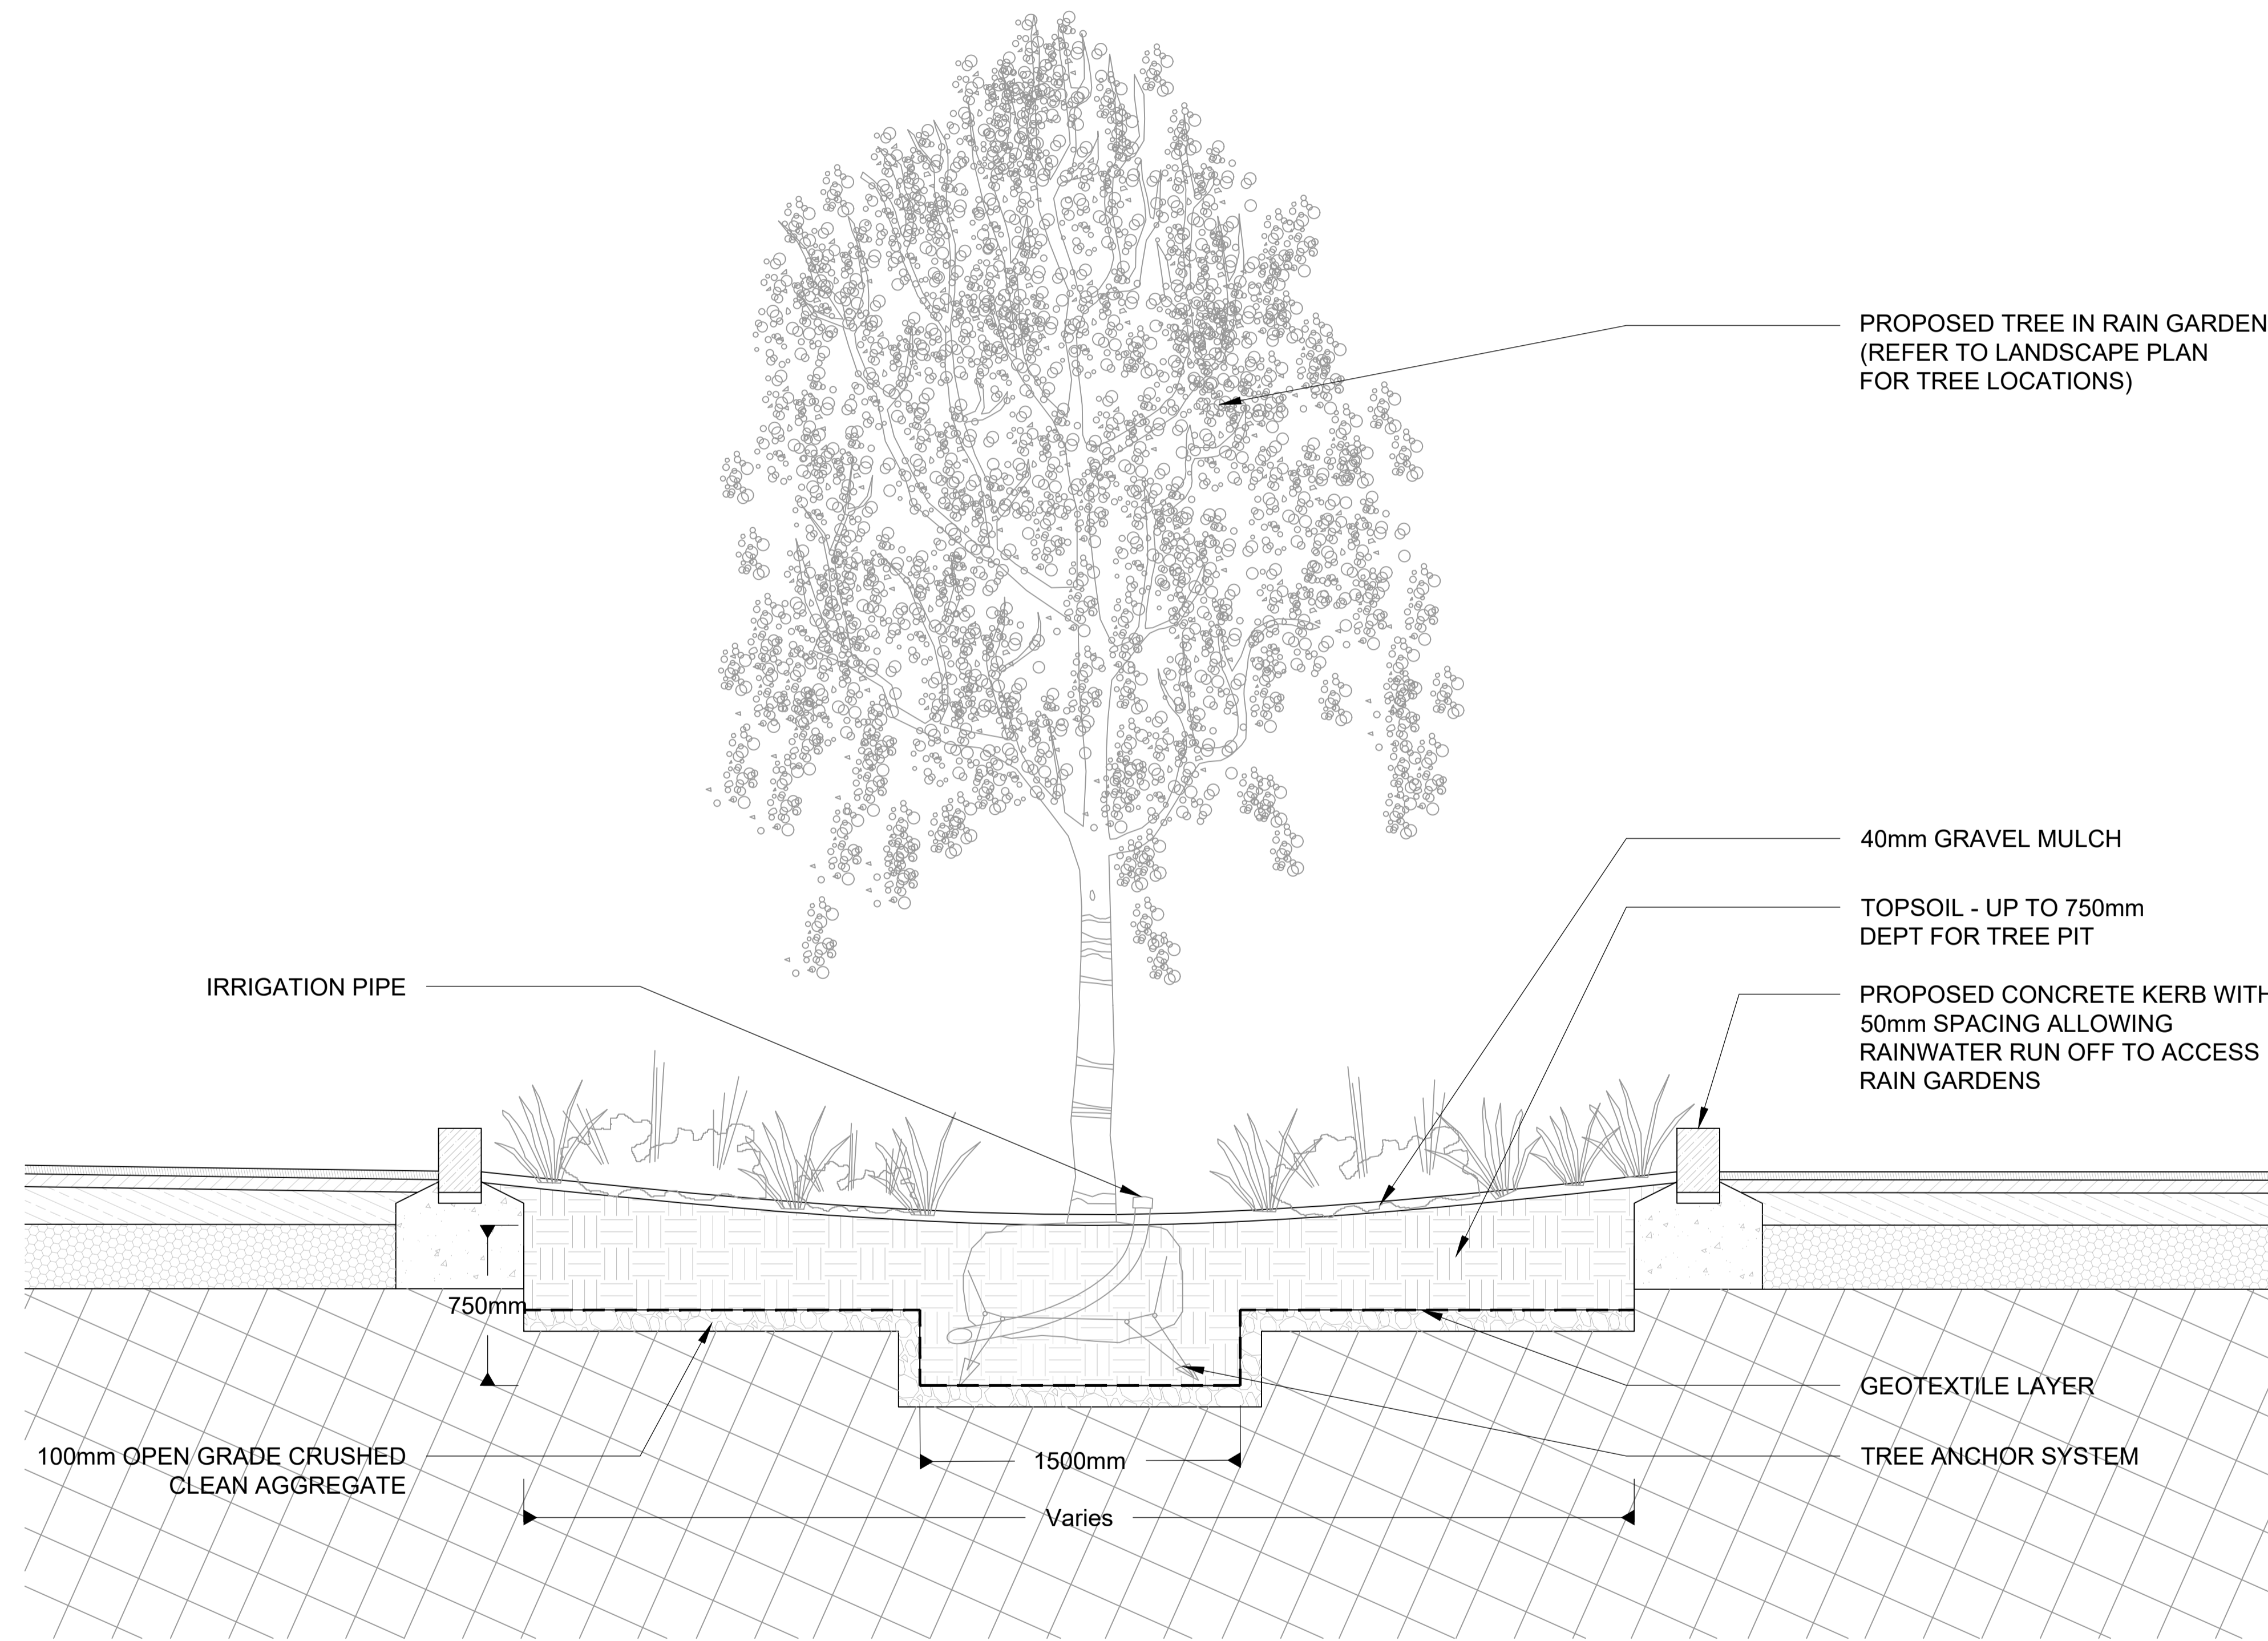 PROPOSED TREE IN RAIN GARDEN
(REFER TO LANDSCAPE PLAN
FOR TREE LOCATIONS)
40mm GRAVEL MULCH
TOPSOIL - UP TO 750mm
DEPT FOR TREE PIT
IRRIGATION PIPE
PROPOSED CONCRETE KERB WITH
50mm SPACING ALLOWING
RAINWATER RUN OFF TO ACCESS
RAIN GARDENS
750mm
GEOTEXTILE LAYER
100mm OPEN GRADE CRUSHED
CLEAN AGGREGATE
1500mm
TREE ANCHOR SYSTEM
Varies